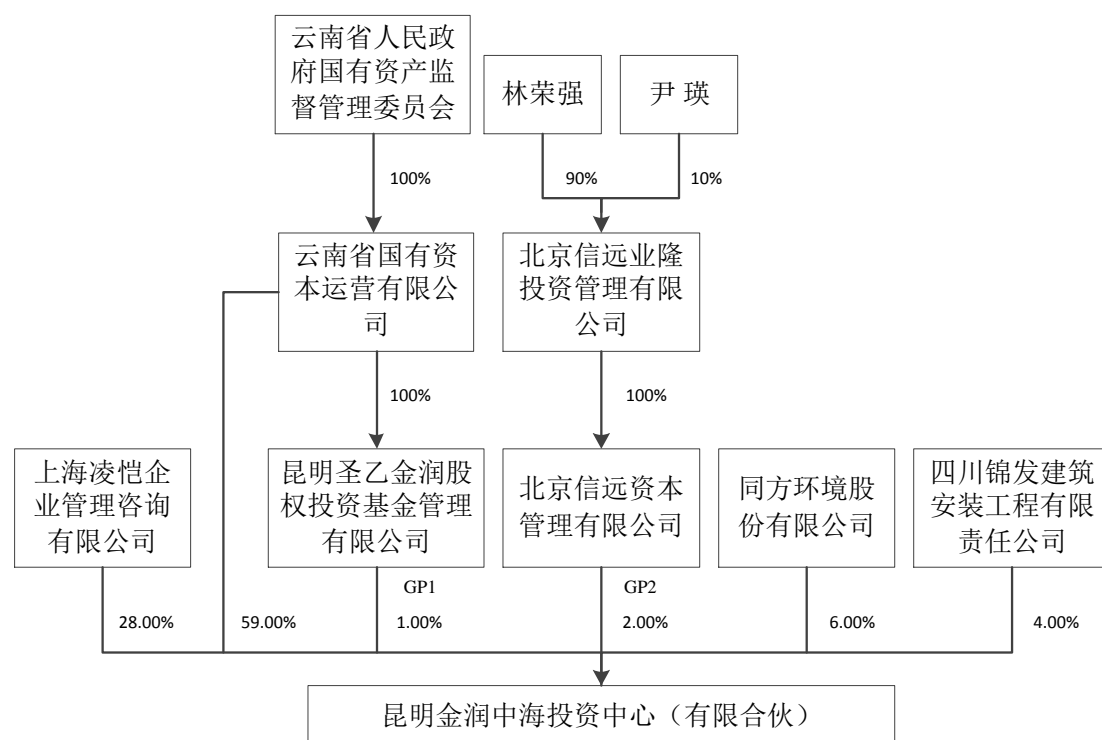 云南省人民政
府国有资产监
督管理委员会
林荣强
尹 瑛
100%
90%
10%
云南省国有资
本运营有限公
司
北京信远业隆
投资管理有限
公司
100%
100%
上海凌恺企
业管理咨询
有限公司
昆明圣乙金润股
权投资基金管理
有限公司
北京信远资本
管理有限公司
同方环境股
份有限公司
四川锦发建筑
安装工程有限
责任公司
GP1
GP2
28.00%
59.00%
1.00%
2.00%
6.00%
4.00%
昆明金润中海投资中心（有限合伙）